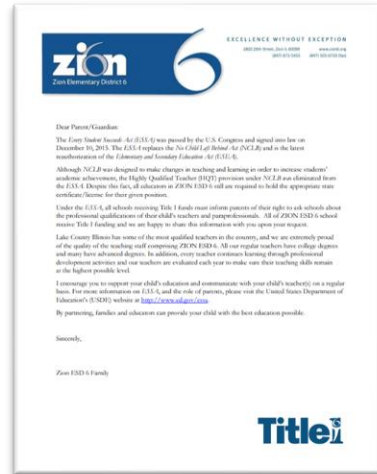 zion
6
Zion Elementary District 6
EXCELLENCE WITHOUT EXCEPTION
Dear Parent/Guardian:
The Every Student Succeeds Act (ESSA) was passed by the U.S. Congress and signed into law on
December 10, 2015. The ESSA replaces the No Child Left Behind Act (NCLB) and is the latest
reauthorization of the Elementary and Secondary Education Act (ESEA).
Although NCLB was designed to make changes in teaching and learning in order to increase students'
academic achievement, the Highly Qualified Teacher (HQT) provision under NCLB was eliminated from
the ESSA. Despite this fact, all educators in ZION ESD 6 still are required to hold the appropriate state
certificate/license for their given position.
Under the ESSA, all schools receiving Title I funds must inform parents of their right to ask schools about
the professional qualifications of their child's teachers and paraprofessionals. All of ZION ESD 6 school
receive Title I funding and we are happy to share this information with you upon your request.
Lake County Illinois has some of the most qualified teachers in the country, and we are extremely proud
of the quality of the teaching staff comprising ZION ESD 6. All our regular teachers have college degrees
and many have advanced degrees. In addition, every teacher continues learning through professional
development activities and our teachers are evaluated each year to make sure their teaching skills remain
at the highest possible level.
I encourage you to support your child's education and communicate with your child's teacher(s) on a regular
basis. For more information on ESSA, and the role of parents, please visit the United States Department of
Education's (USDE) website at http://www.ed.gov/essa.
By partnering, families and educators can provide your child with the best education possible.
Sincerely,
Zion ESD 6 Family
Title I